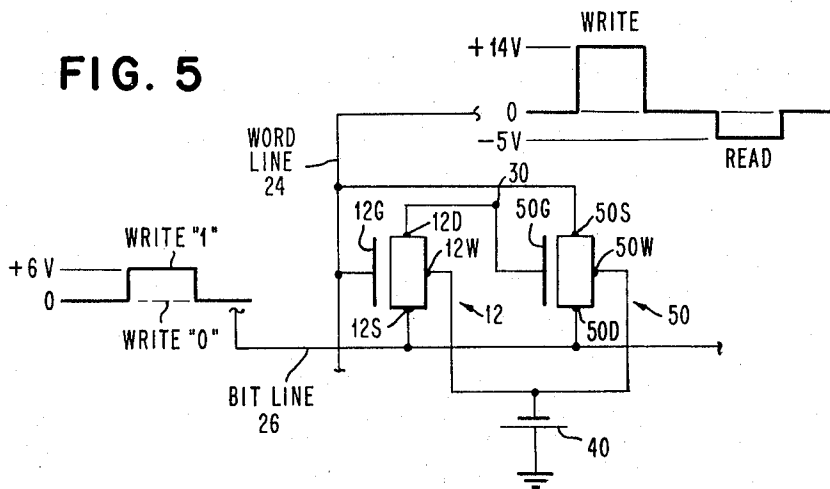 FIG. 5
WRITE
+14V
0
-5V
READ
WORD
LINE
24
30
12G
12D
50G
50S
12W
50W
WRITE "1"
+6V
0
WRITE "0"
12S
12
50D
50
BIT LINE
26
40